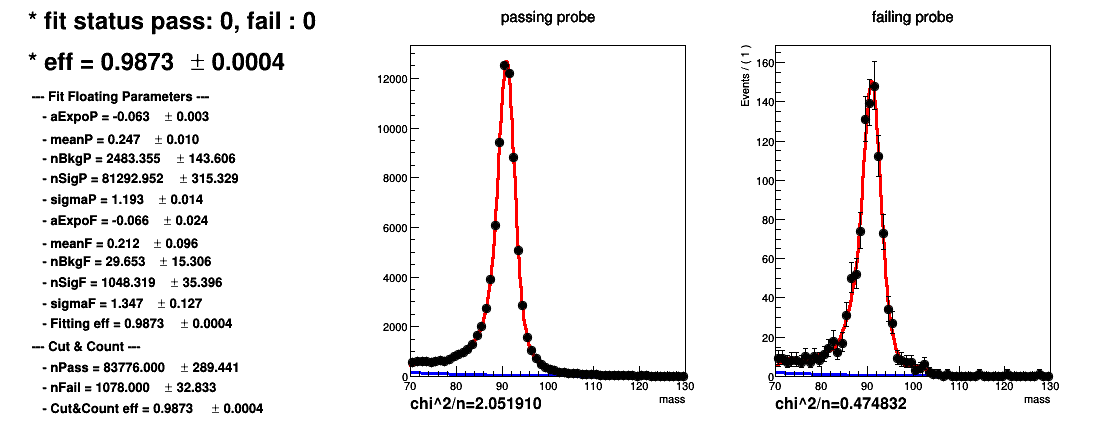 * fit status pass: 0, fail : 0
* eff = 0.9873 ± 0.0004
--- Fit Floating Parameters ---
- aExpoP = -0.063 ± 0.003
- meanP = 0.247 ± 0.010
- nBkgP = 2483.355 ± 143.606
- nSigP = 81292.952 ± 315.329
- sigmaP = 1.193 ± 0.014
- aExpoF = -0.066 ± 0.024
- meanF = 0.212 ± 0.096
- nBkgF = 29.653 ± 15.306
- nSigF = 1048.319 ± 35.396
- sigmaF = 1.347 ± 0.127
- Fitting eff = 0.9873 ± 0.0004
--- Cut & Count ---
- nPass = 83776.000 ± 289.441
- nFail = 1078.000 ± 32.833
- Cut&Count eff = 0.9873 ± 0.0004
passing probe
12000
10000
8000
6000
4000
2000
0
70 80 90 100 110 120 130
mass
chi^2/n=2.051910
failing probe
Events / ( 1 )
160
140
120
100
80
60
40
20
0
70 80 90 100 110 120 130
mass
chi^2/n=0.474832